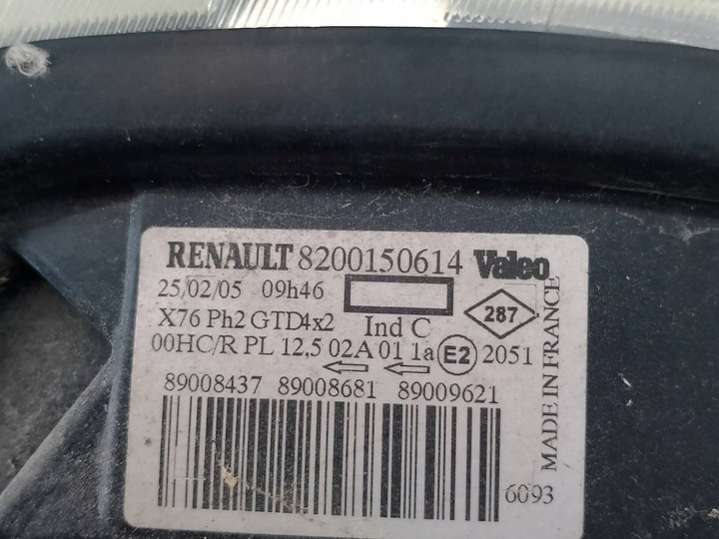 RENAULT 8200150614 Valeo
25/02/05 09h46
287
X76 Ph2 GTD4x2 Ind C
00HC/R PL 12,5 02A 01 1a E2 2051
89008437 89008681 89009621
6093
MADE IN FRANCE